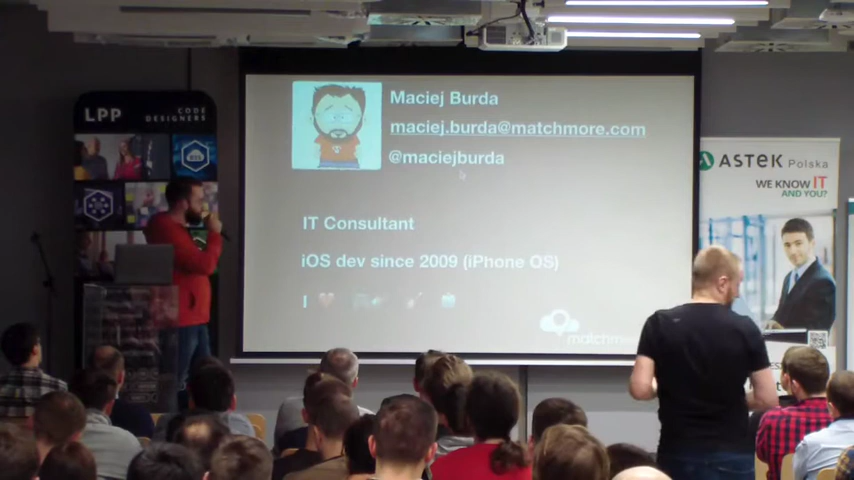 LPP
CODE
DESIGNERS
Maciej Burda
maciej.burda@matchmore.com
@maciejburda
IT Consultant
iOS dev since 2009 (iPhone OS)
I
ASTEK Polska
WE KNOW IT
AND YOU?